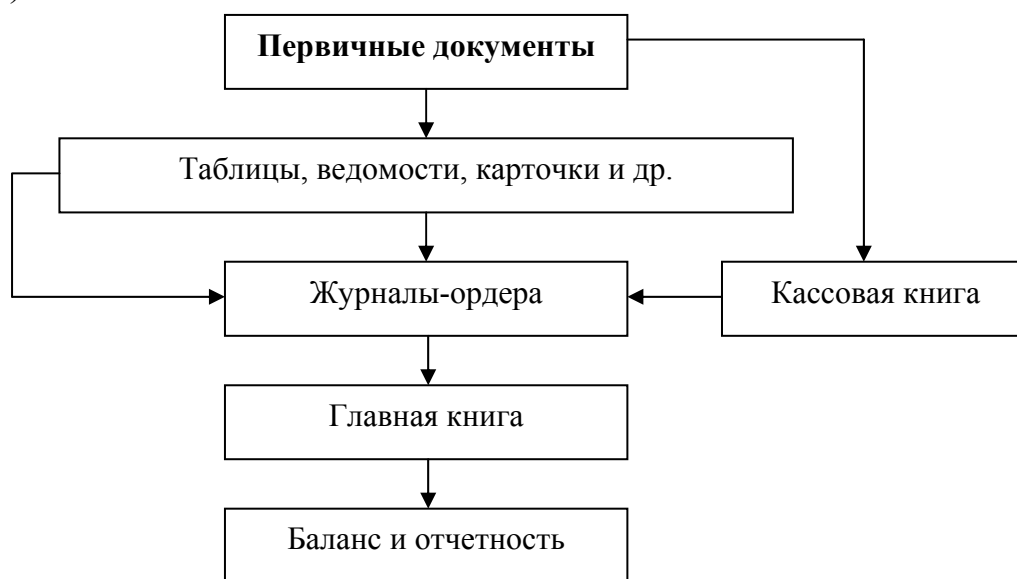 )
Первичные документы
Таблицы, ведомости, карточки и др.
Журналы-ордера
Кассовая книга
Главная книга
Баланс и отчетность